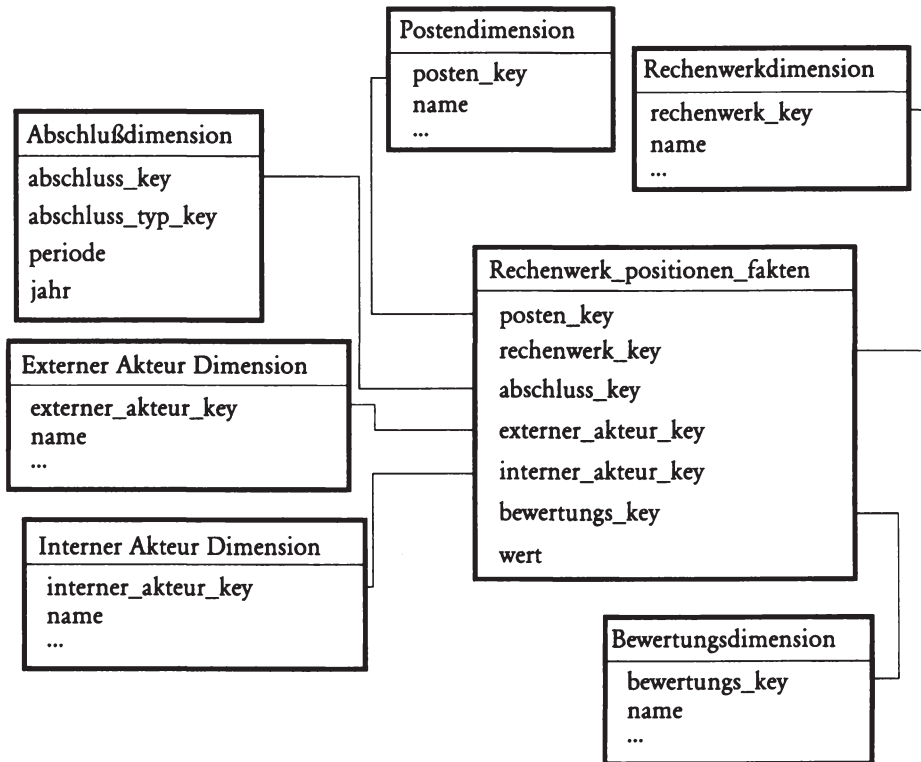 Postendimension
posten_key
name
...
Rechenwerkdimension
rechenwerk_key
name
...
Abschlußdimension
abschluss_key
abschluss_typ_key
periode
jahr
Rechenwerk_positionen_fakten
posten_key
rechenwerk_key
abschluss_key
externer_akteur_key
interner_akteur_key
bewertungs_key
wert
Externer Akteur Dimension
externer_akteur_key
name
...
Interner Akteur Dimension
interner_akteur_key
name
...
Bewertungsdimension
bewertungs_key
name
...